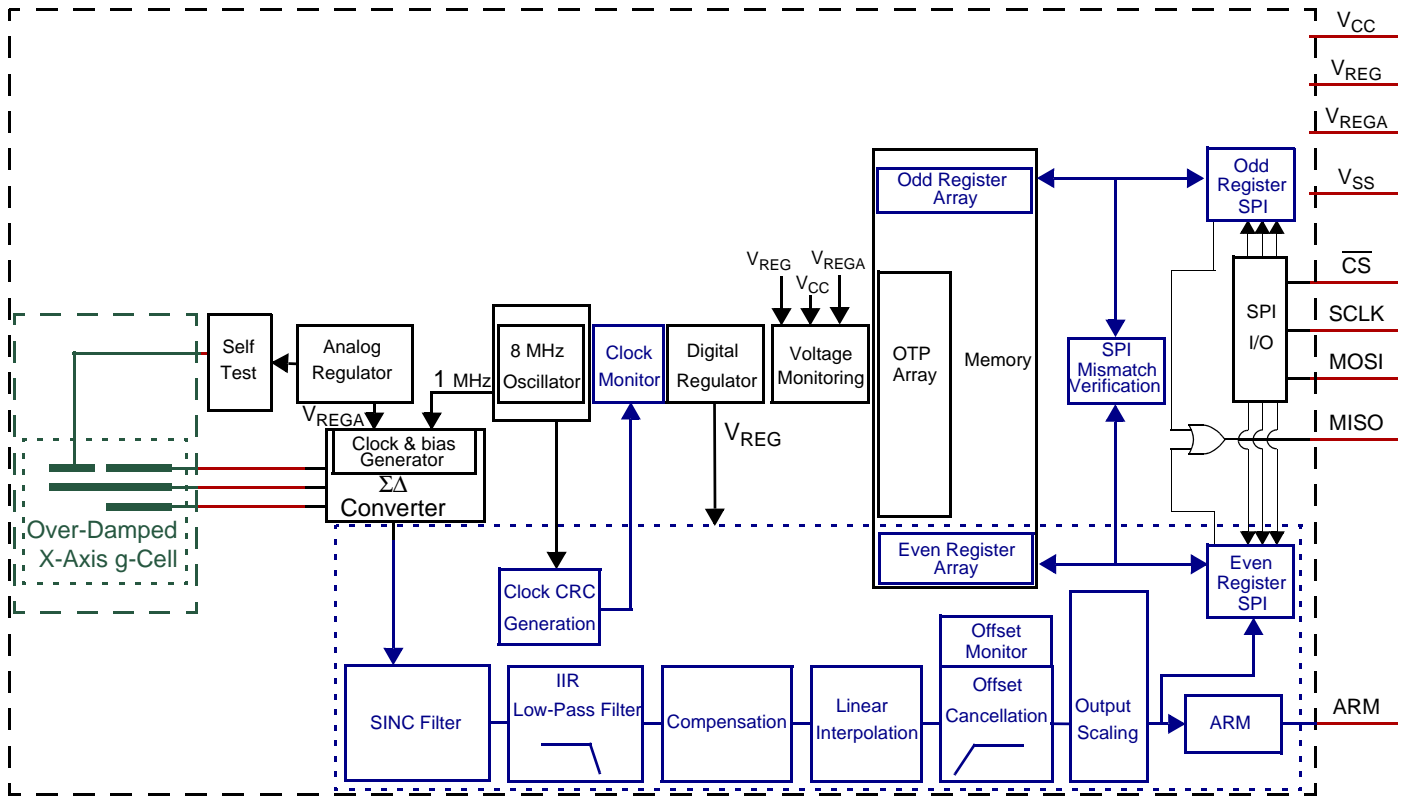 VCC
VREG
VREGA
VSS
Odd Register
Array
Odd
Register
SPI
VREG
VREGA
VCC
CS
SCLK
MOSI
MISO
SPI
I/O
Self
Test
Analog
Regulator
8 MHz
Oscillator
Clock
Monitor
Digital
Regulator
Voltage
Monitoring
OTP
Array
Memory
SPI
Mismatch
Verification
1 MHz
VREGA
VREG
Clock & bias
Generator
ΣΔ
Converter
Over-Damped
X-Axis g-Cell
Even Register
Array
Even
Register
SPI
Clock CRC
Generation
Offset
Monitor
SINC Filter
IIR
Low-Pass Filter
Compensation
Linear
Interpolation
Offset
Cancellation
Output
Scaling
ARM
ARM